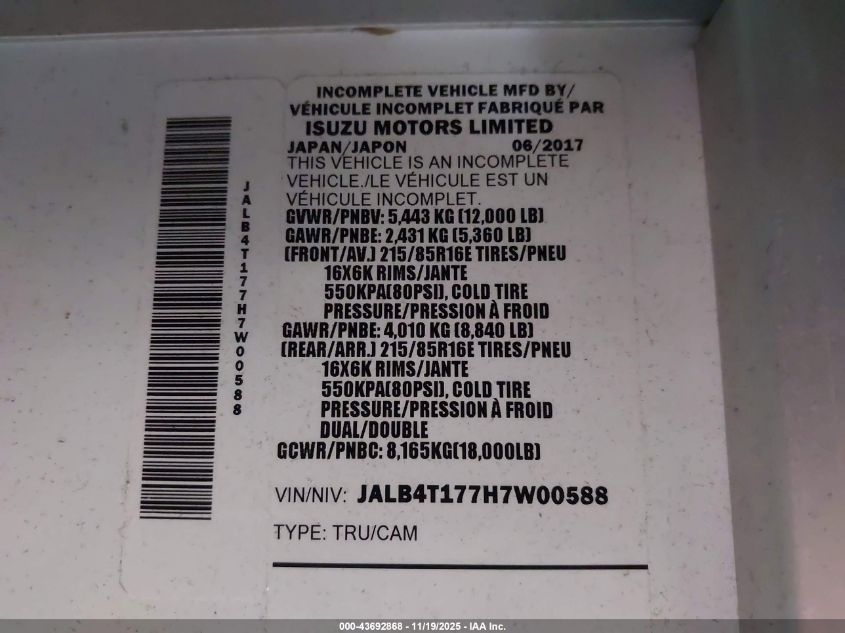 INCOMPLETE VEHICLE MFD BY/
VÉHICULE INCOMPLET FABRIQUÉ PAR
ISUZU MOTORS LIMITED
JAPAN/JAPON 06/2017
THIS VEHICLE IS AN INCOMPLETE
VEHICLE./LE VÉHICULE EST UN
VÉHICULE INCOMPLET.
GVWR/PNBV: 5,443 KG (12,000 LB)
GAWR/PNBE: 2,431 KG (5,360 LB)
(FRONT/AV.) 215/85R16E TIRES/PNEU
16X6K RIMS/JANTE
550KPA(80PSI), COLD TIRE
PRESSURE/PRESSION À FROID
GAWR/PNBE: 4,010 KG (8,840 LB)
(REAR/ARR.) 215/85R16E TIRES/PNEU
16X6K RIMS/JANTE
550KPA(80PSI), COLD TIRE
PRESSURE/PRESSION À FROID
DUAL/DOUBLE
GCWR/PNBC: 8,165KG(18,000LB)
VIN/NIV: JALB4T177H7W00588
TYPE: TRU/CAM
JALB4T177H7W00588
000-43692868 - 11/19/2025 - IAA Inc.